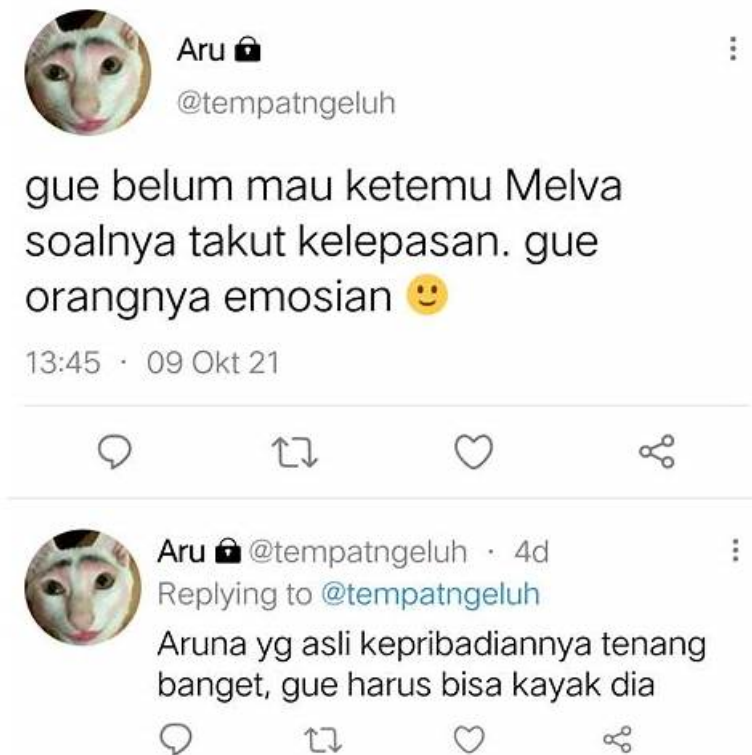 Aru
@tempatngeluh
gue belum mau ketemu Melva
soalnya takut kelepasan. gue
orangnya emosian 🙂
13:45 · 09 Okt 21
Aru @tempatngeluh · 4d
Replying to @tempatngeluh
Aruna yg asli kepribadiannya tenang
banget, gue harus bisa kayak dia